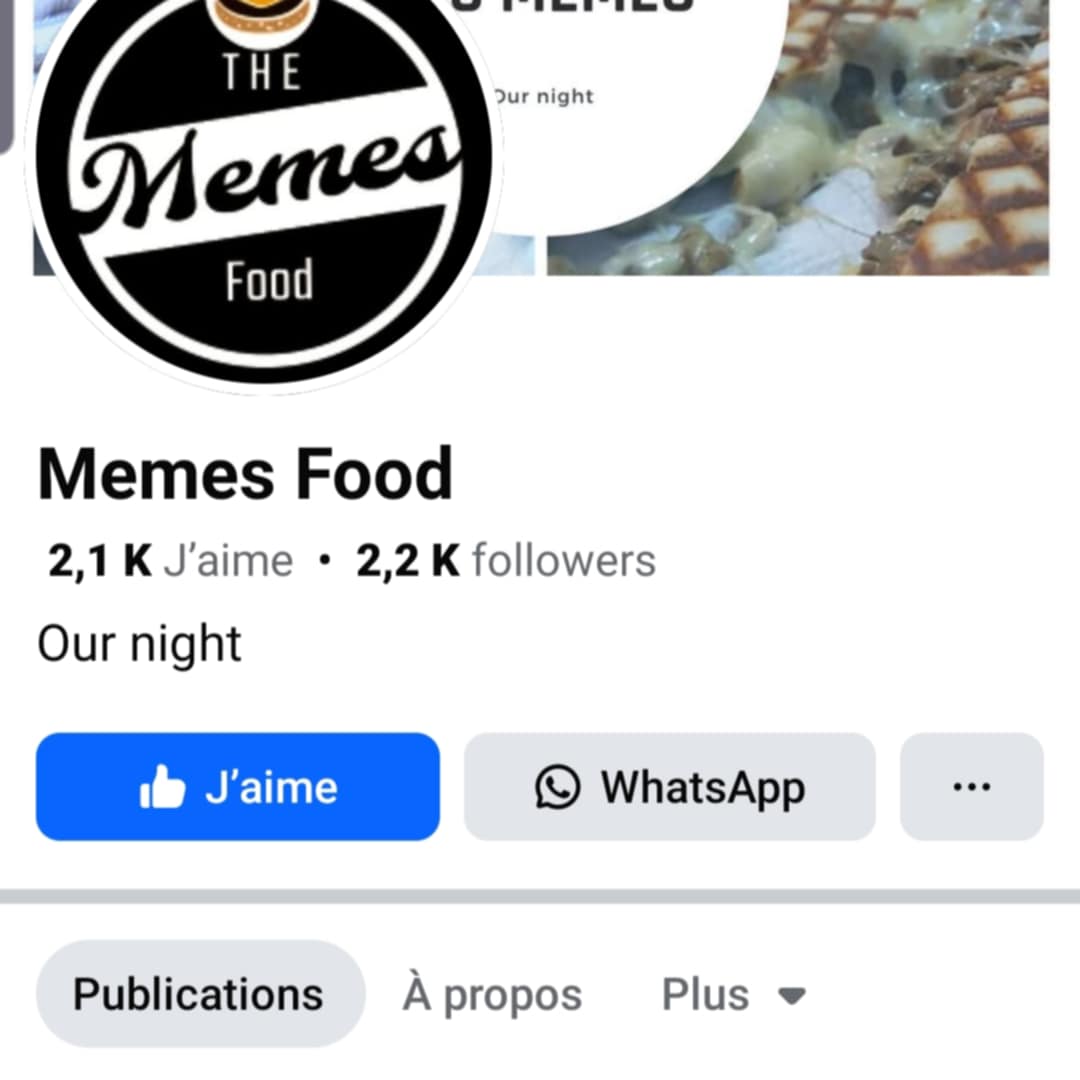 MEMES
THE
Our night
Memes
Food
Memes Food
2,1 K J’aime • 2,2 K followers
Our night
J’aime
WhatsApp
...
Publications
À propos
Plus